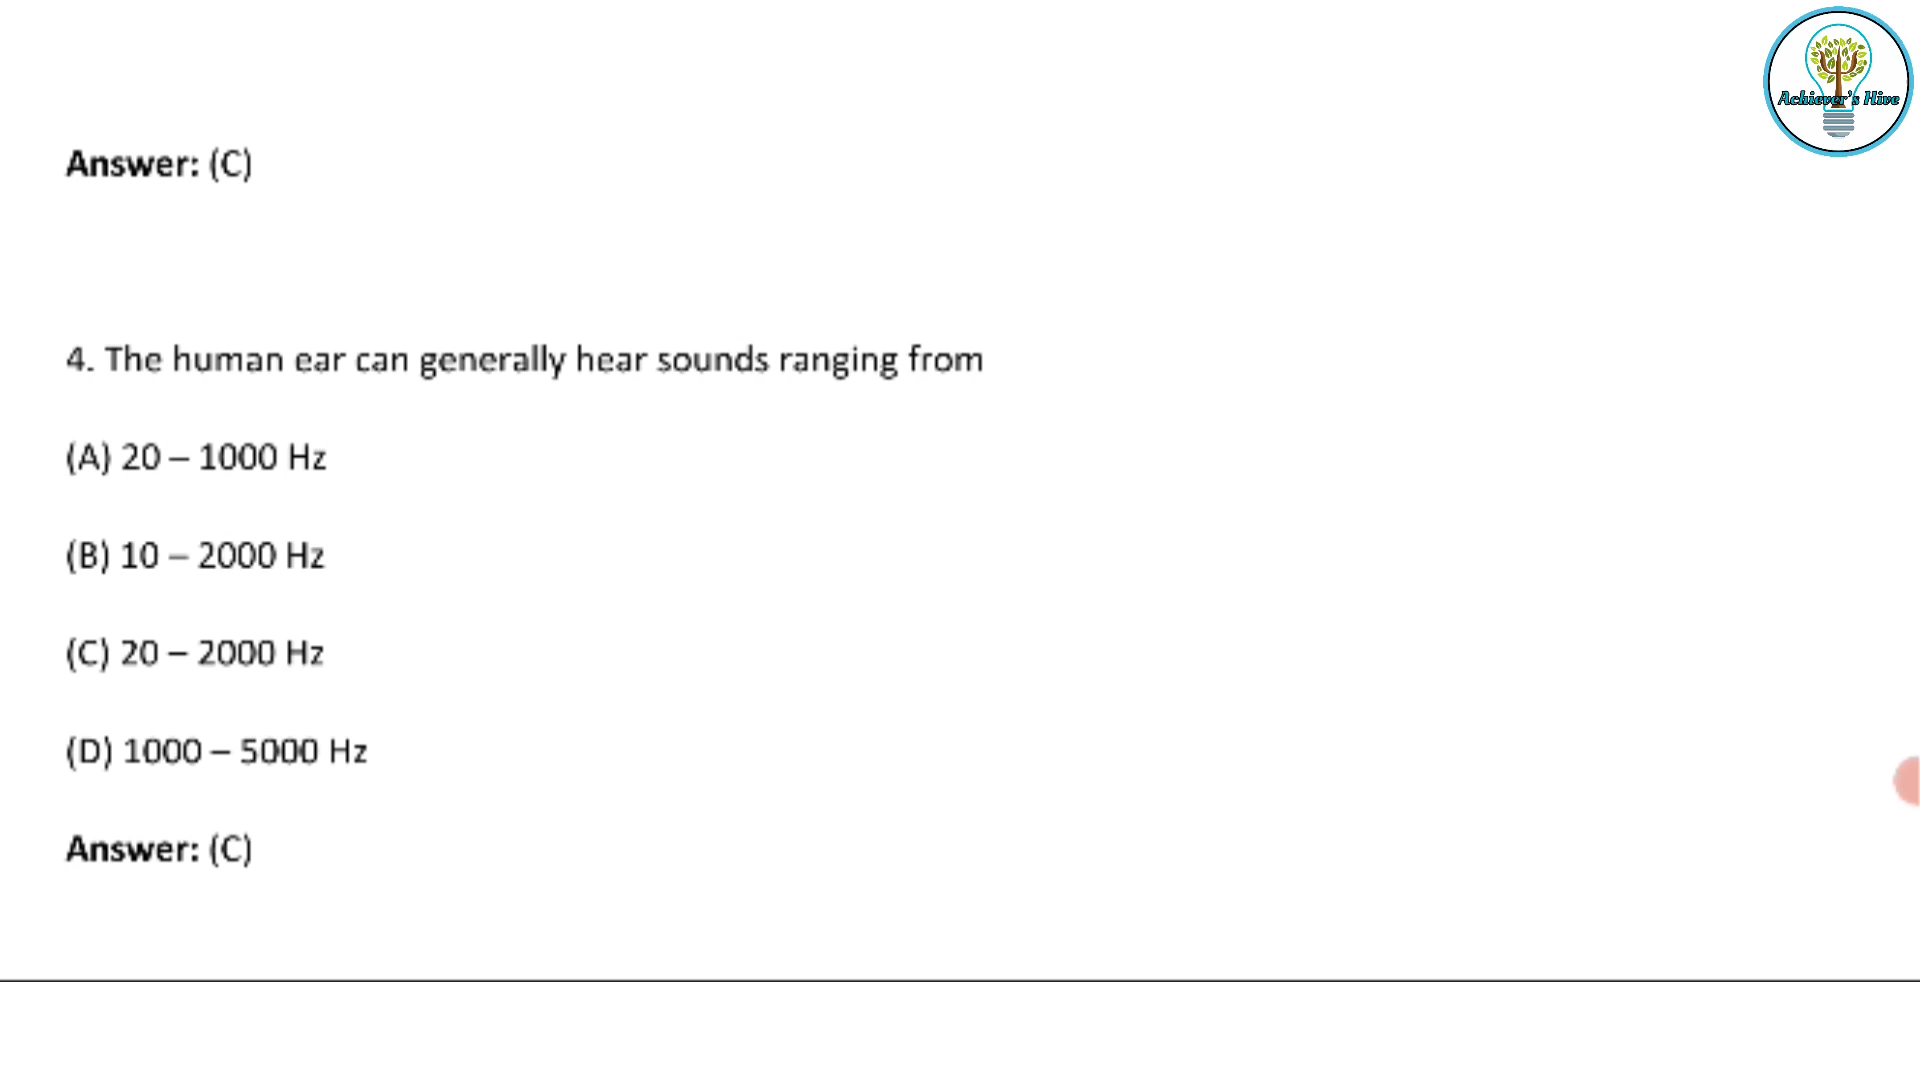 Achiever's Hive
Answer: (C)
4. The human ear can generally hear sounds ranging from
(A) 20 – 1000 Hz
(B) 10 – 2000 Hz
(C) 20 – 2000 Hz
(D) 1000 – 5000 Hz
Answer: (C)